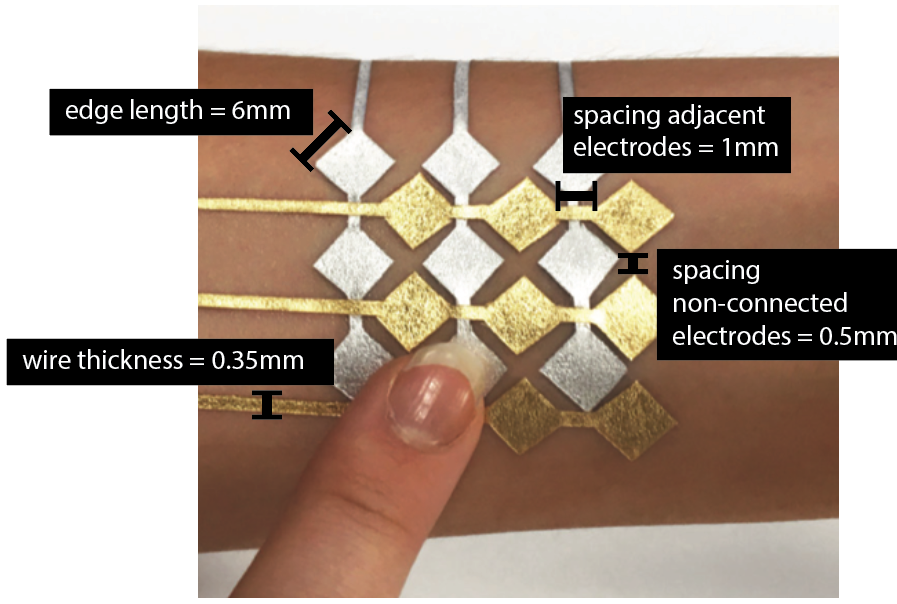 edge length = 6mm
spacing adjacent
electrodes = 1mm
spacing
non-connected
electrodes = 0.5mm
wire thickness = 0.35mm